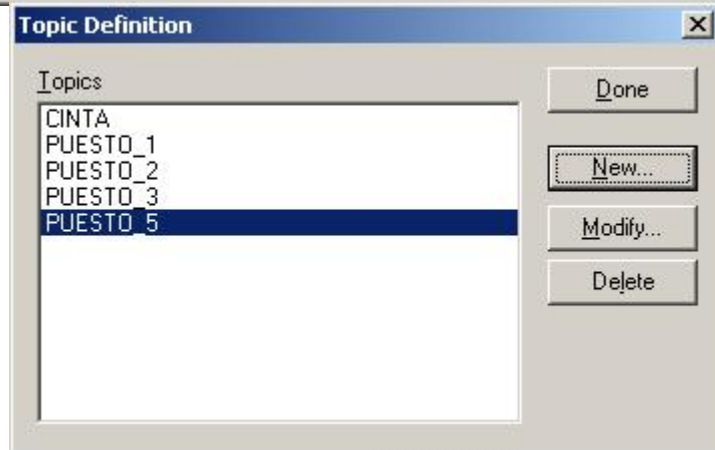 Topic Definition
Topics
CINTA
PUESTO_1
PUESTO_2
PUESTO_3
PUESTO_5
Done
New...
Modify...
Delete